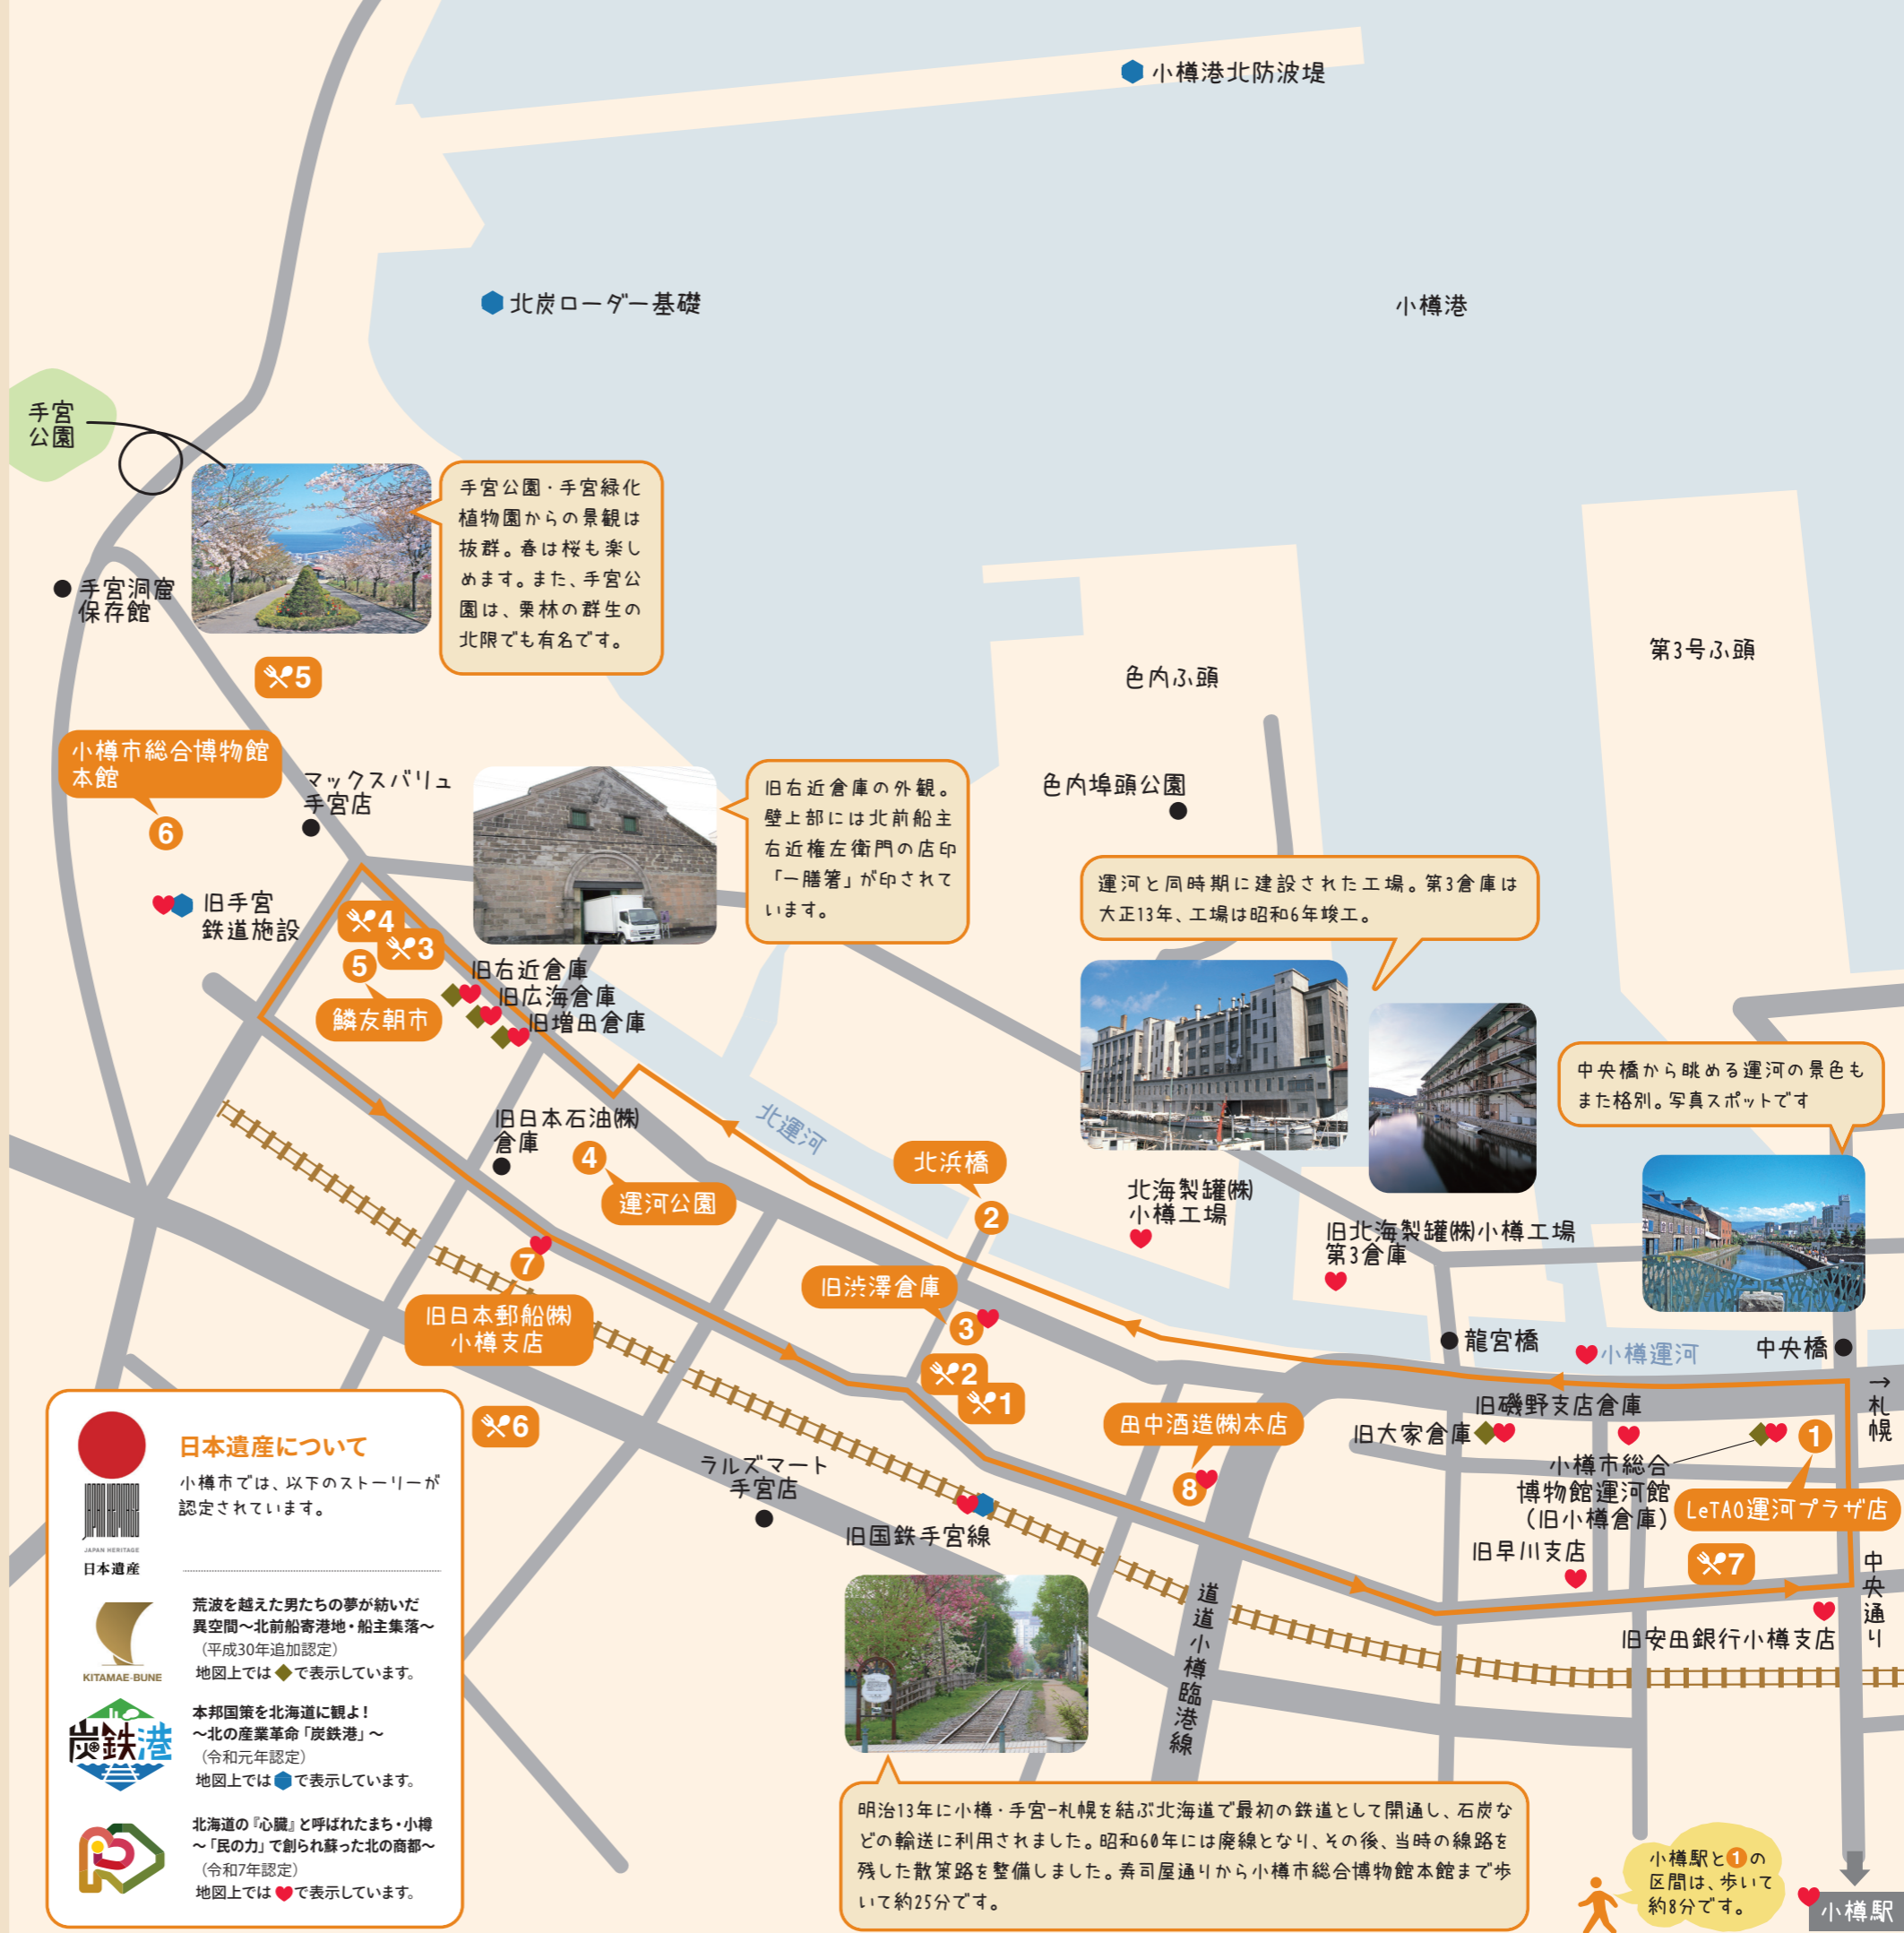 小樽港北防波堤
北炭ローダー基礎
小樽港
手宮
公園
手宮公園・手宮緑化
植物園からの景観は
抜群。春は桜も楽し
めます。また、手宮公
園は、栗林の群生の
北限でも有名です。
手宮洞窟
保存館
5
第3号ふ頭
色内ふ頭
小樽市総合博物館
本館
6
マックスバリュ
手宮店
旧右近倉庫の外観。
壁上部には北前船主
右近権左衛門の店印
「一膳箸」が印されて
います。
色内埠頭公園
運河と同時期に建設された工場。第3倉庫は
大正13年、工場は昭和6年竣工。
旧手宮
鉄道施設
4
3
5
鱗友朝市
旧右近倉庫
旧広海倉庫
旧増田倉庫
中央橋から眺める運河の景色も
また格別。写真スポットです
旧日本石油㈱
倉庫
4
運河公園
北運河
北浜橋
2
北海製罐㈱
小樽工場
旧北海製罐㈱小樽工場
第3倉庫
7
旧日本郵船㈱
小樽支店
旧渋澤倉庫
3
2
1
龍宮橋
小樽運河
中央橋
→札幌
6
田中酒造㈱本店
8
旧磯野支店倉庫
旧大家倉庫
1
小樽市総合
博物館運河館
(旧小樽倉庫)
LeTAO運河プラザ店
ラルズマート
手宮店
旧国鉄手宮線
旧早川支店
7
中央通り
旧安田銀行小樽支店
道道小樽臨港線
日本遺産について
小樽市では、以下のストーリーが
認定されています。
JAPAN HERITAGE
日本遺産
KITAMAE-BUNE
荒波を越えた男たちの夢が紡いだ
異空間〜北前船寄港地・船主集落〜
(平成30年追加認定)
地図上では◆で表示しています。
炭鉄港
本邦国策を北海道に観よ!
〜北の産業革命「炭鉄港」〜
(令和元年認定)
地図上では⬢で表示しています。
北海道の『心臓』と呼ばれたまち・小樽
〜「民の力」で創られ蘇った北の商都〜
(令和7年認定)
地図上では♥で表示しています。
明治13年に小樽・手宮−札幌を結ぶ北海道で最初の鉄道として開通し、石炭な
どの輸送に利用されました。昭和60年には廃線となり、その後、当時の線路を
残した散策路を整備しました。寿司屋通りから小樽市総合博物館本館まで歩
いて約25分です。
小樽駅と1の
区間は、歩いて
約8分です。
小樽駅